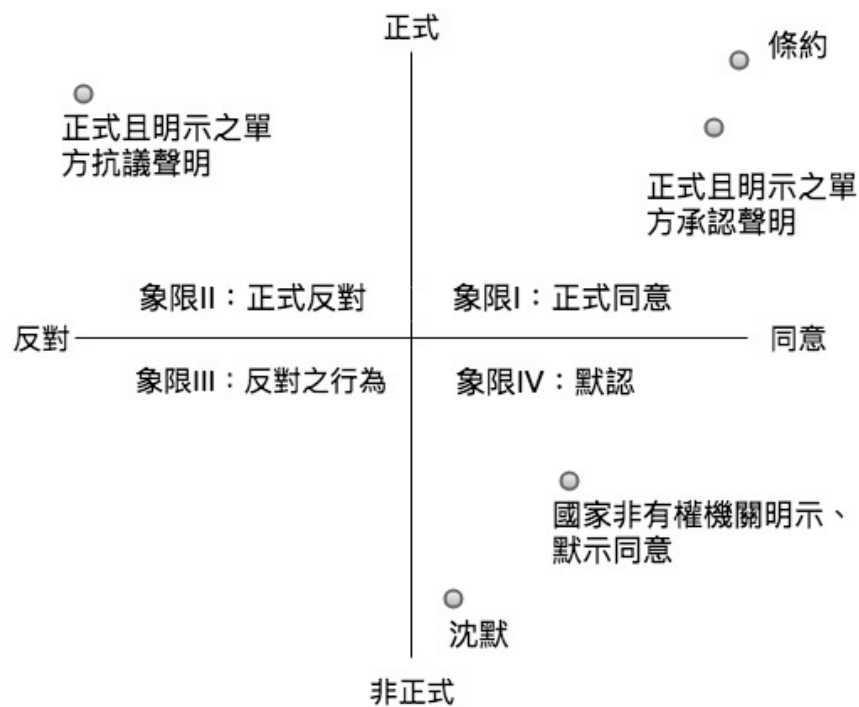 正式
條約
正式且明示之單
方抗議聲明
正式且明示之單
方承認聲明
象限II：正式反對
象限I：正式同意
反對
同意
象限III：反對之行為
象限IV：默認
國家非有權機關明示、
默示同意
沈默
非正式